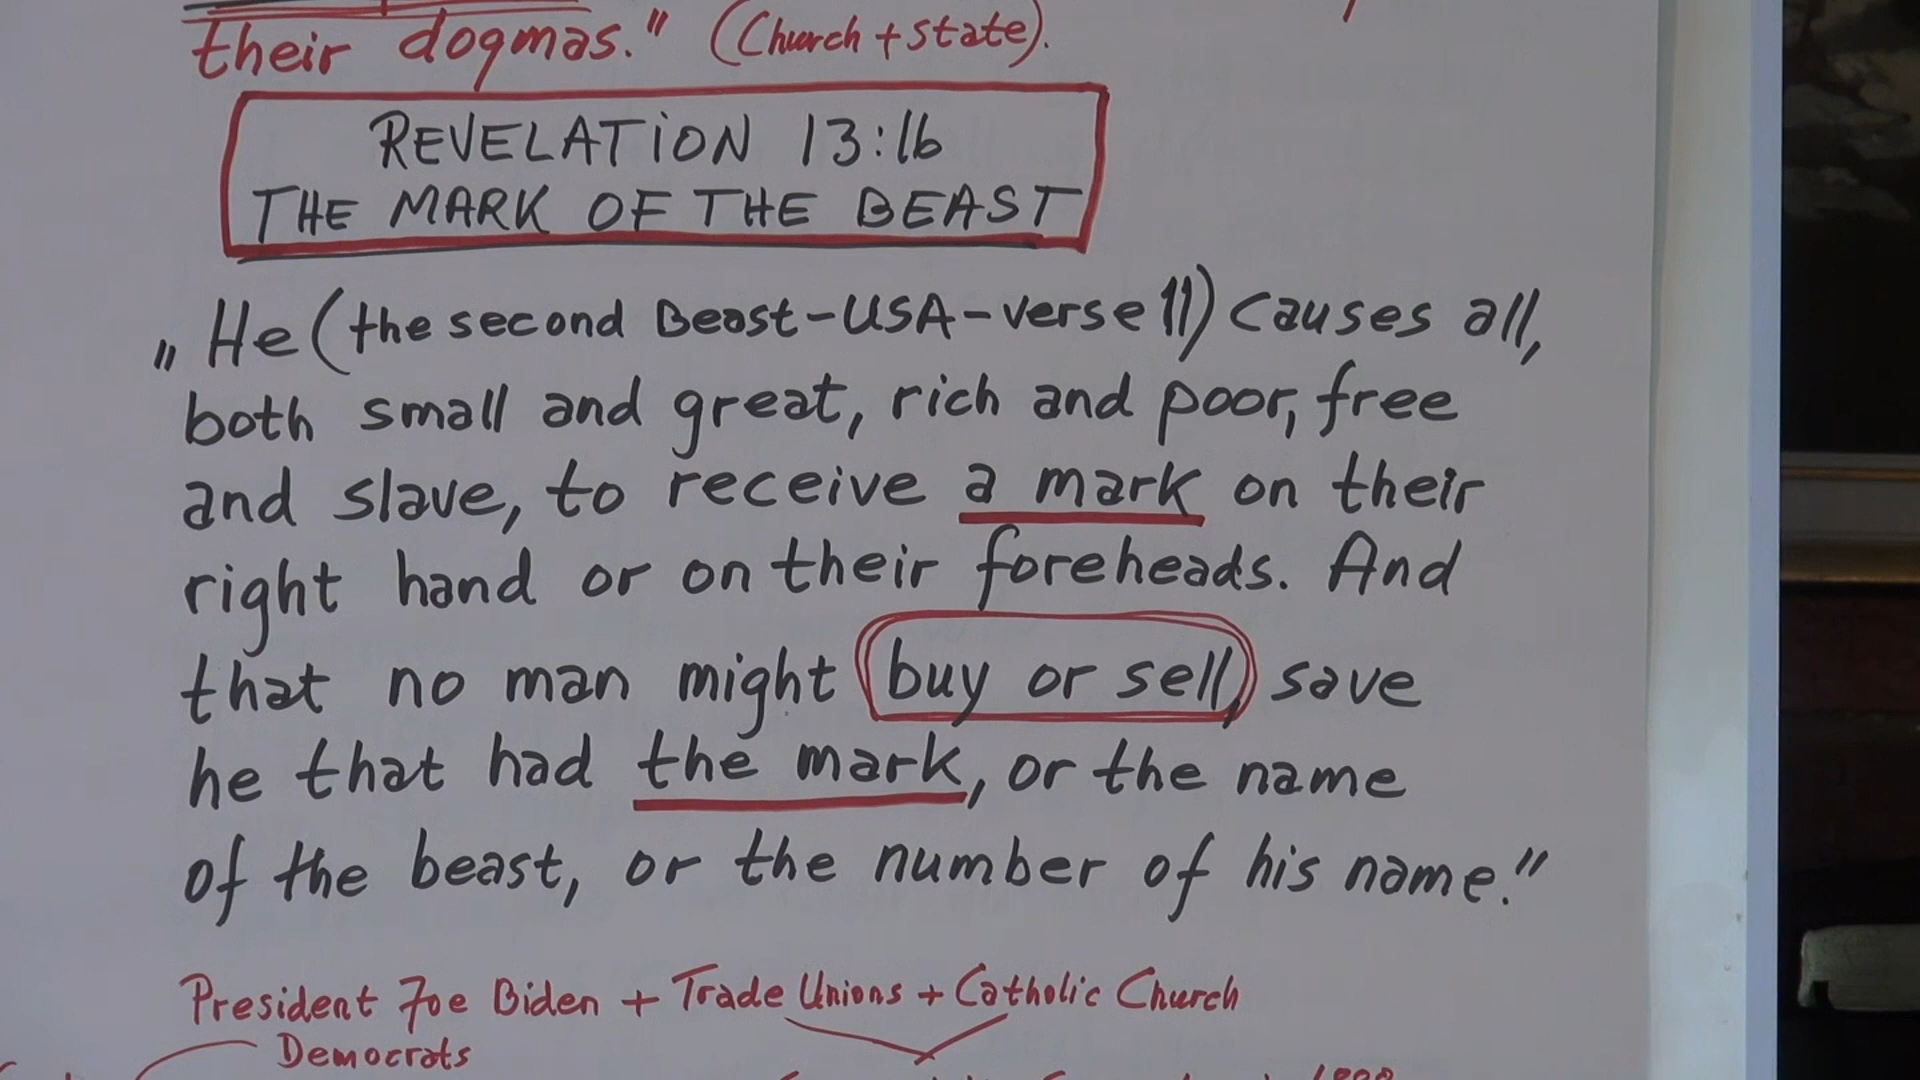 their dogmas." (Church + state).
REVELATION 13:16
THE MARK OF THE BEAST
„He (the second Beast-USA-verse 11) causes all,
both small and great, rich and poor, free
and slave, to receive a mark on their
right hand or on their foreheads. And
that no man might buy or sell, save
he that had the mark, or the name
of the beast, or the number of his name."
President Joe Biden + Trade Unions + Catholic Church
Democrats